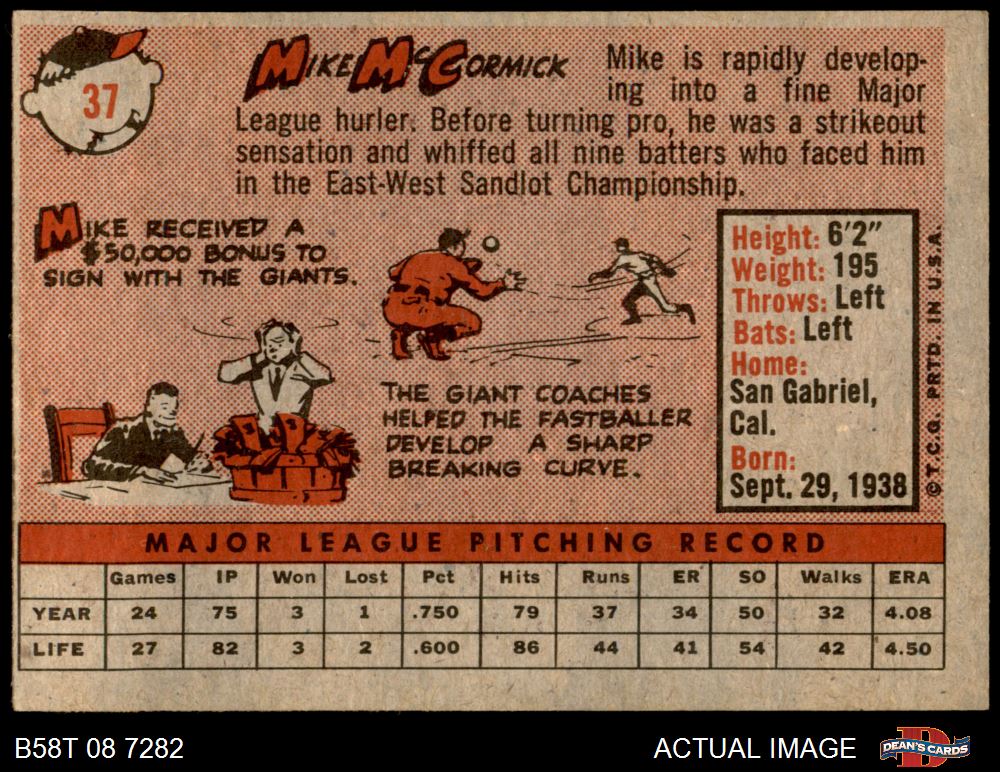 37
MIKE McCORMICK
Mike is rapidly develop-
ing into a fine Major
League hurler. Before turning pro, he was a strikeout
sensation and whiffed all nine batters who faced him
in the East-West Sandlot Championship.
MIKE RECEIVED A
$50,000 BONUS TO
SIGN WITH THE GIANTS.
THE GIANT COACHES
HELPED THE FASTBALLER
DEVELOP A SHARP
BREAKING CURVE.
Height: 6'2"
Weight: 195
Throws: Left
Bats: Left
Home:
San Gabriel,
Cal.
Born:
Sept. 29, 1938
© T.C.G. PRTD. IN U.S.A.
MAJOR LEAGUE PITCHING RECORD
Games IP Won Lost Pct Hits Runs ER SO Walks ERA
YEAR 24 75 3 1 .750 79 37 34 50 32 4.08
LIFE 27 82 3 2 .600 86 44 41 54 42 4.50
B58T 08 7282
ACTUAL IMAGE
D
DEAN'S CARDS